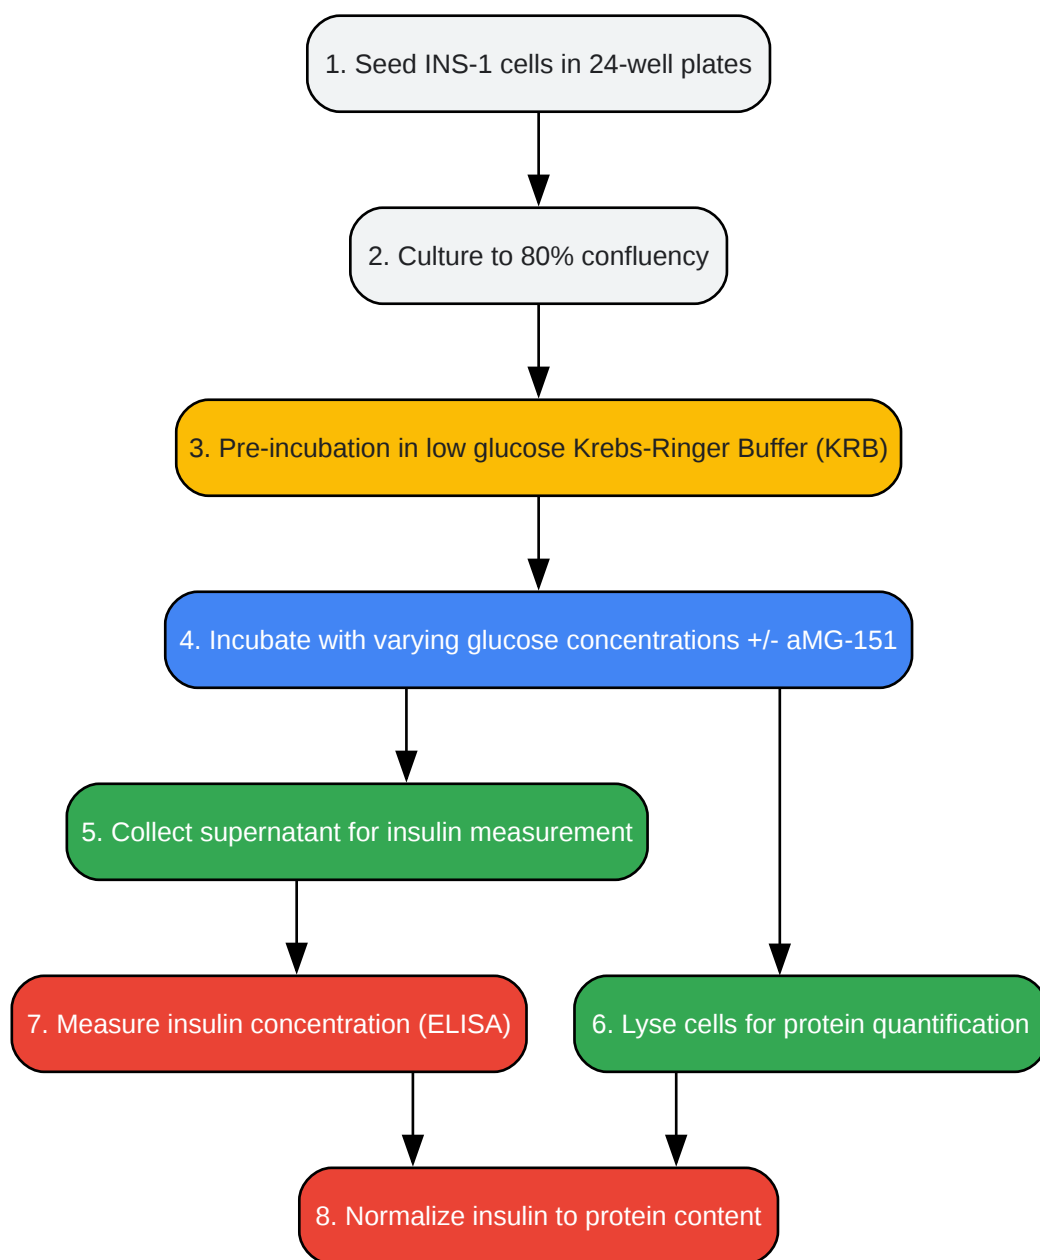 1. Seed INS-1 cells in 24-well plates
2. Culture to 80% confluency
3. Pre-incubation in low glucose Krebs-Ringer Buffer (KRB)
4. Incubate with varying glucose concentrations +/- aMG-151
5. Collect supernatant for insulin measurement
7. Measure insulin concentration (ELISA)
6. Lyse cells for protein quantification
8. Normalize insulin to protein content